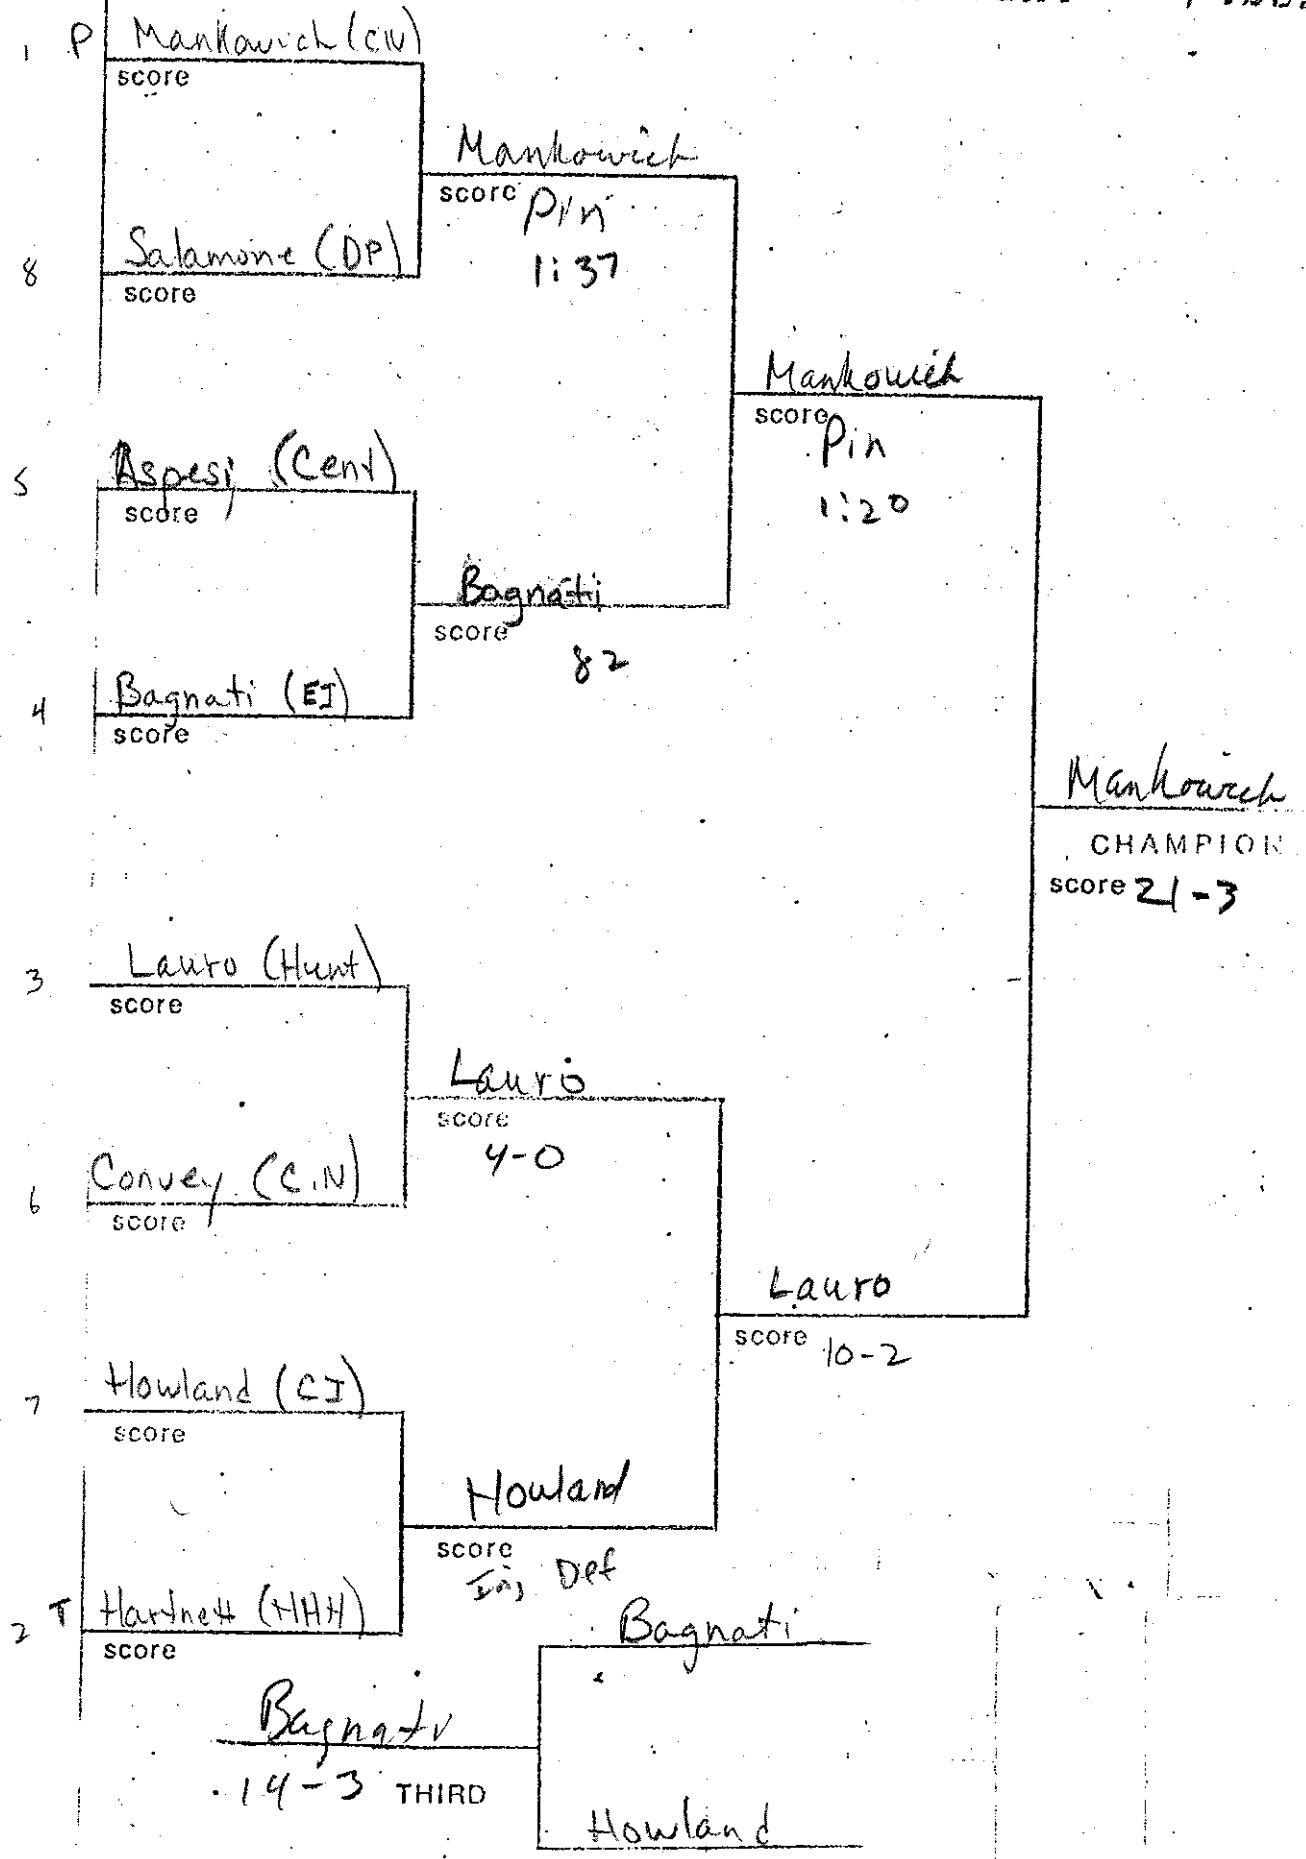 1 P Mankowich (CN)
score
Mankowich
score Pin
1:37
8 Salamone (DP)
score
Mankowich
score Pin
1:20
5 Aspesi (Cent)
score
Bagnati
score 8 2
4 Bagnati (EI)
score
Mankowich
CHAMPION
score 21-3
3 Lauro (Hunt)
score
Lauro
score
4-0
6 Convey (C.N)
score
Lauro
score 10-2
7 Howland (CI)
score
Howland
score
Inj Def
2 T Hartnett (HHH)
score
Bagnati
Bagnati
14-3 THIRD
Howland